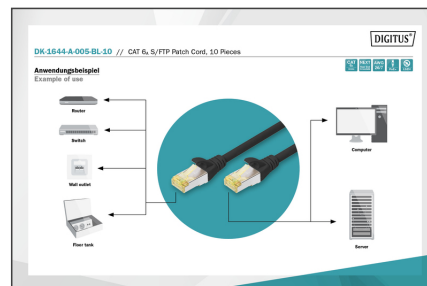 DIGITUS®
DK-1644-A-005-BL-10 // CAT 6A S/FTP Patch Cord, 10 Pieces
Anwendungsbeispiel
Example of use
Router
Switch
Wall outlet
Floor tank
Computer
Server